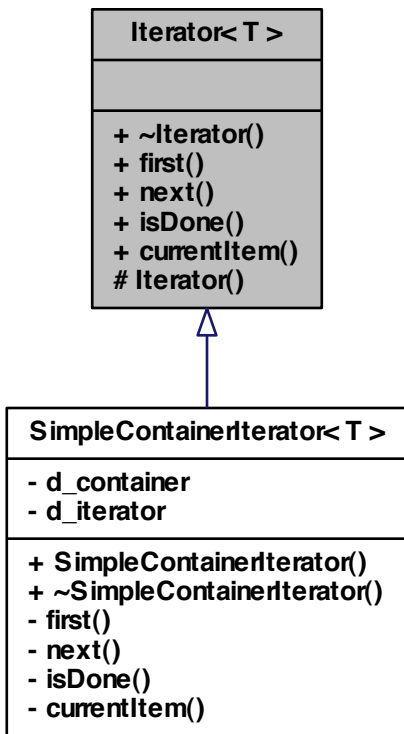 Iterator< T >
+ ~Iterator()
+ first()
+ next()
+ isDone()
+ currentItem()
# Iterator()
SimpleContainerIterator< T >
- d_container
- d_iterator
+ SimpleContainerIterator()
+ ~SimpleContainerIterator()
- first()
- next()
- isDone()
- currentItem()